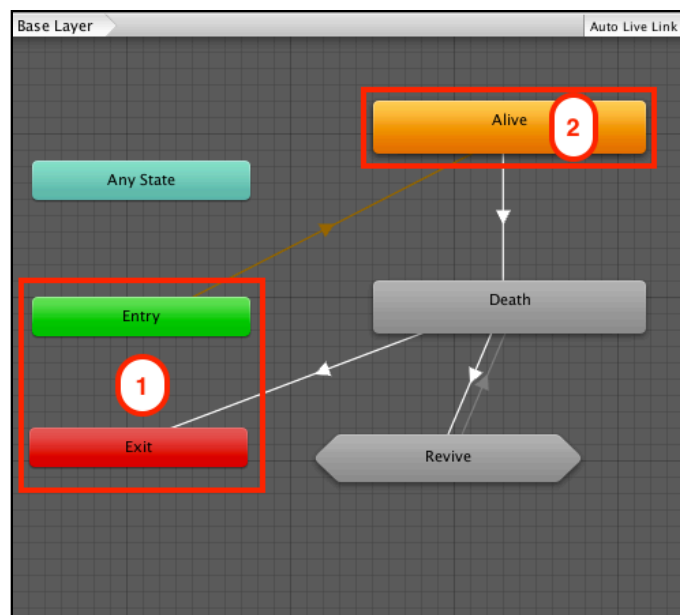 Base Layer
Auto Live Link
Alive
2
Any State
Death
Entry
1
Exit
Revive